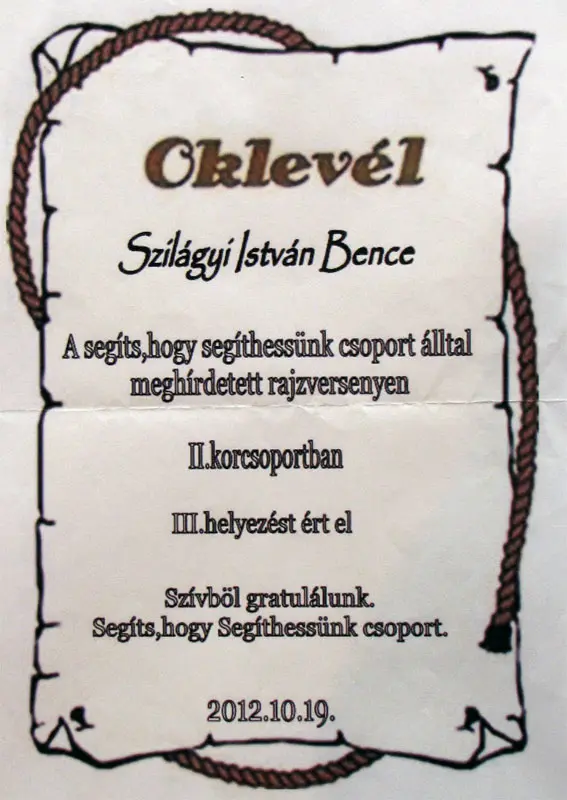 Oklevél
Szilágyi István Bence
A segíts,hogy segíthessünk csoport álltal
meghírdetett rajzversenyen
II.korcsoportban
III.helyezést ért el
Szívböl gratulálunk.
Segíts,hogy Segíthessünk csoport.
2012.10.19.